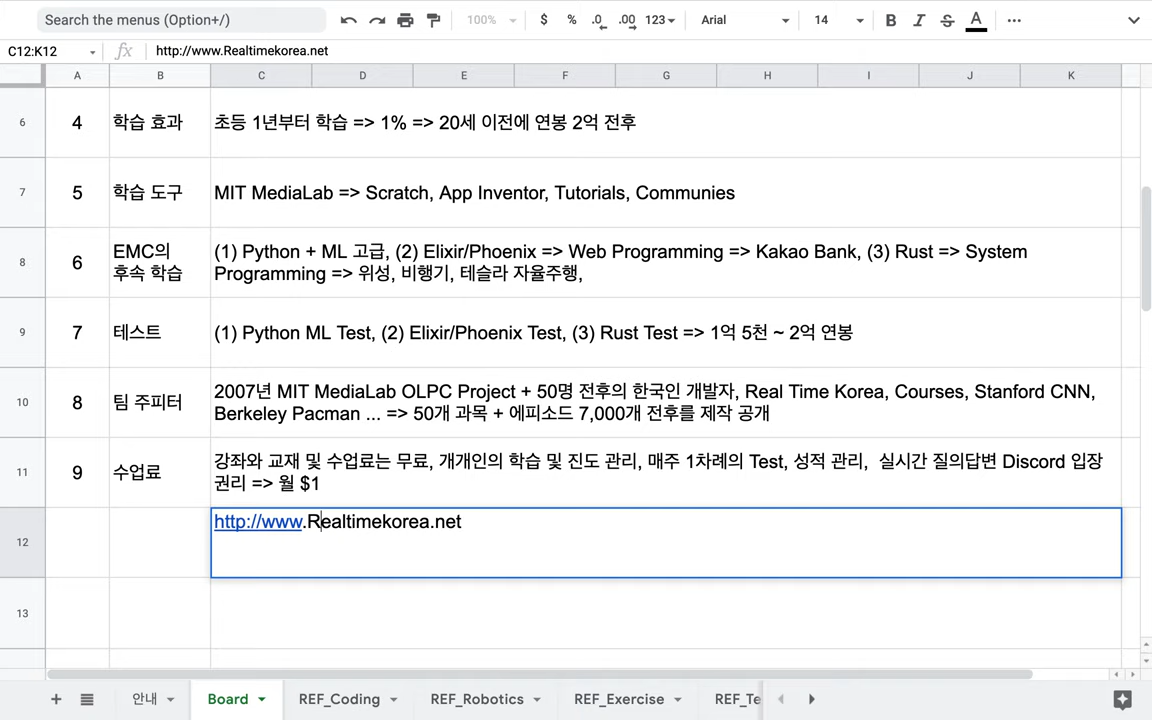 Search the menus (Option+/)
100%
$ % .0 .00 123
Arial
14
B I S A
C12:K12
fx
http://www.Realtimekorea.net
A B C D E F G H I J K
6 4 학습 효과 초등 1년부터 학습 => 1% => 20세 이전에 연봉 2억 전후
7 5 학습 도구 MIT MediaLab => Scratch, App Inventor, Tutorials, Communies
8 6 EMC의
후속 학습
(1) Python + ML 고급, (2) Elixir/Phoenix => Web Programming => Kakao Bank, (3) Rust => System
Programming => 위성, 비행기, 테슬라 자율주행,
9 7 테스트 (1) Python ML Test, (2) Elixir/Phoenix Test, (3) Rust Test => 1억 5천 ~ 2억 연봉
10 8 팀 주피터
2007년 MIT MediaLab OLPC Project + 50명 전후의 한국인 개발자, Real Time Korea, Courses, Stanford CNN,
Berkeley Pacman ... => 50개 과목 + 에피소드 7,000개 전후를 제작 공개
11 9 수업료
강좌와 교재 및 수업료는 무료, 개개인의 학습 및 진도 관리, 매주 1차례의 Test, 성적 관리, 실시간 질의답변 Discord 입장
권리 => 월 $1
12 http://www.Realtimekorea.net
13
안내 Board REF_Coding REF_Robotics REF_Exercise REF_Te